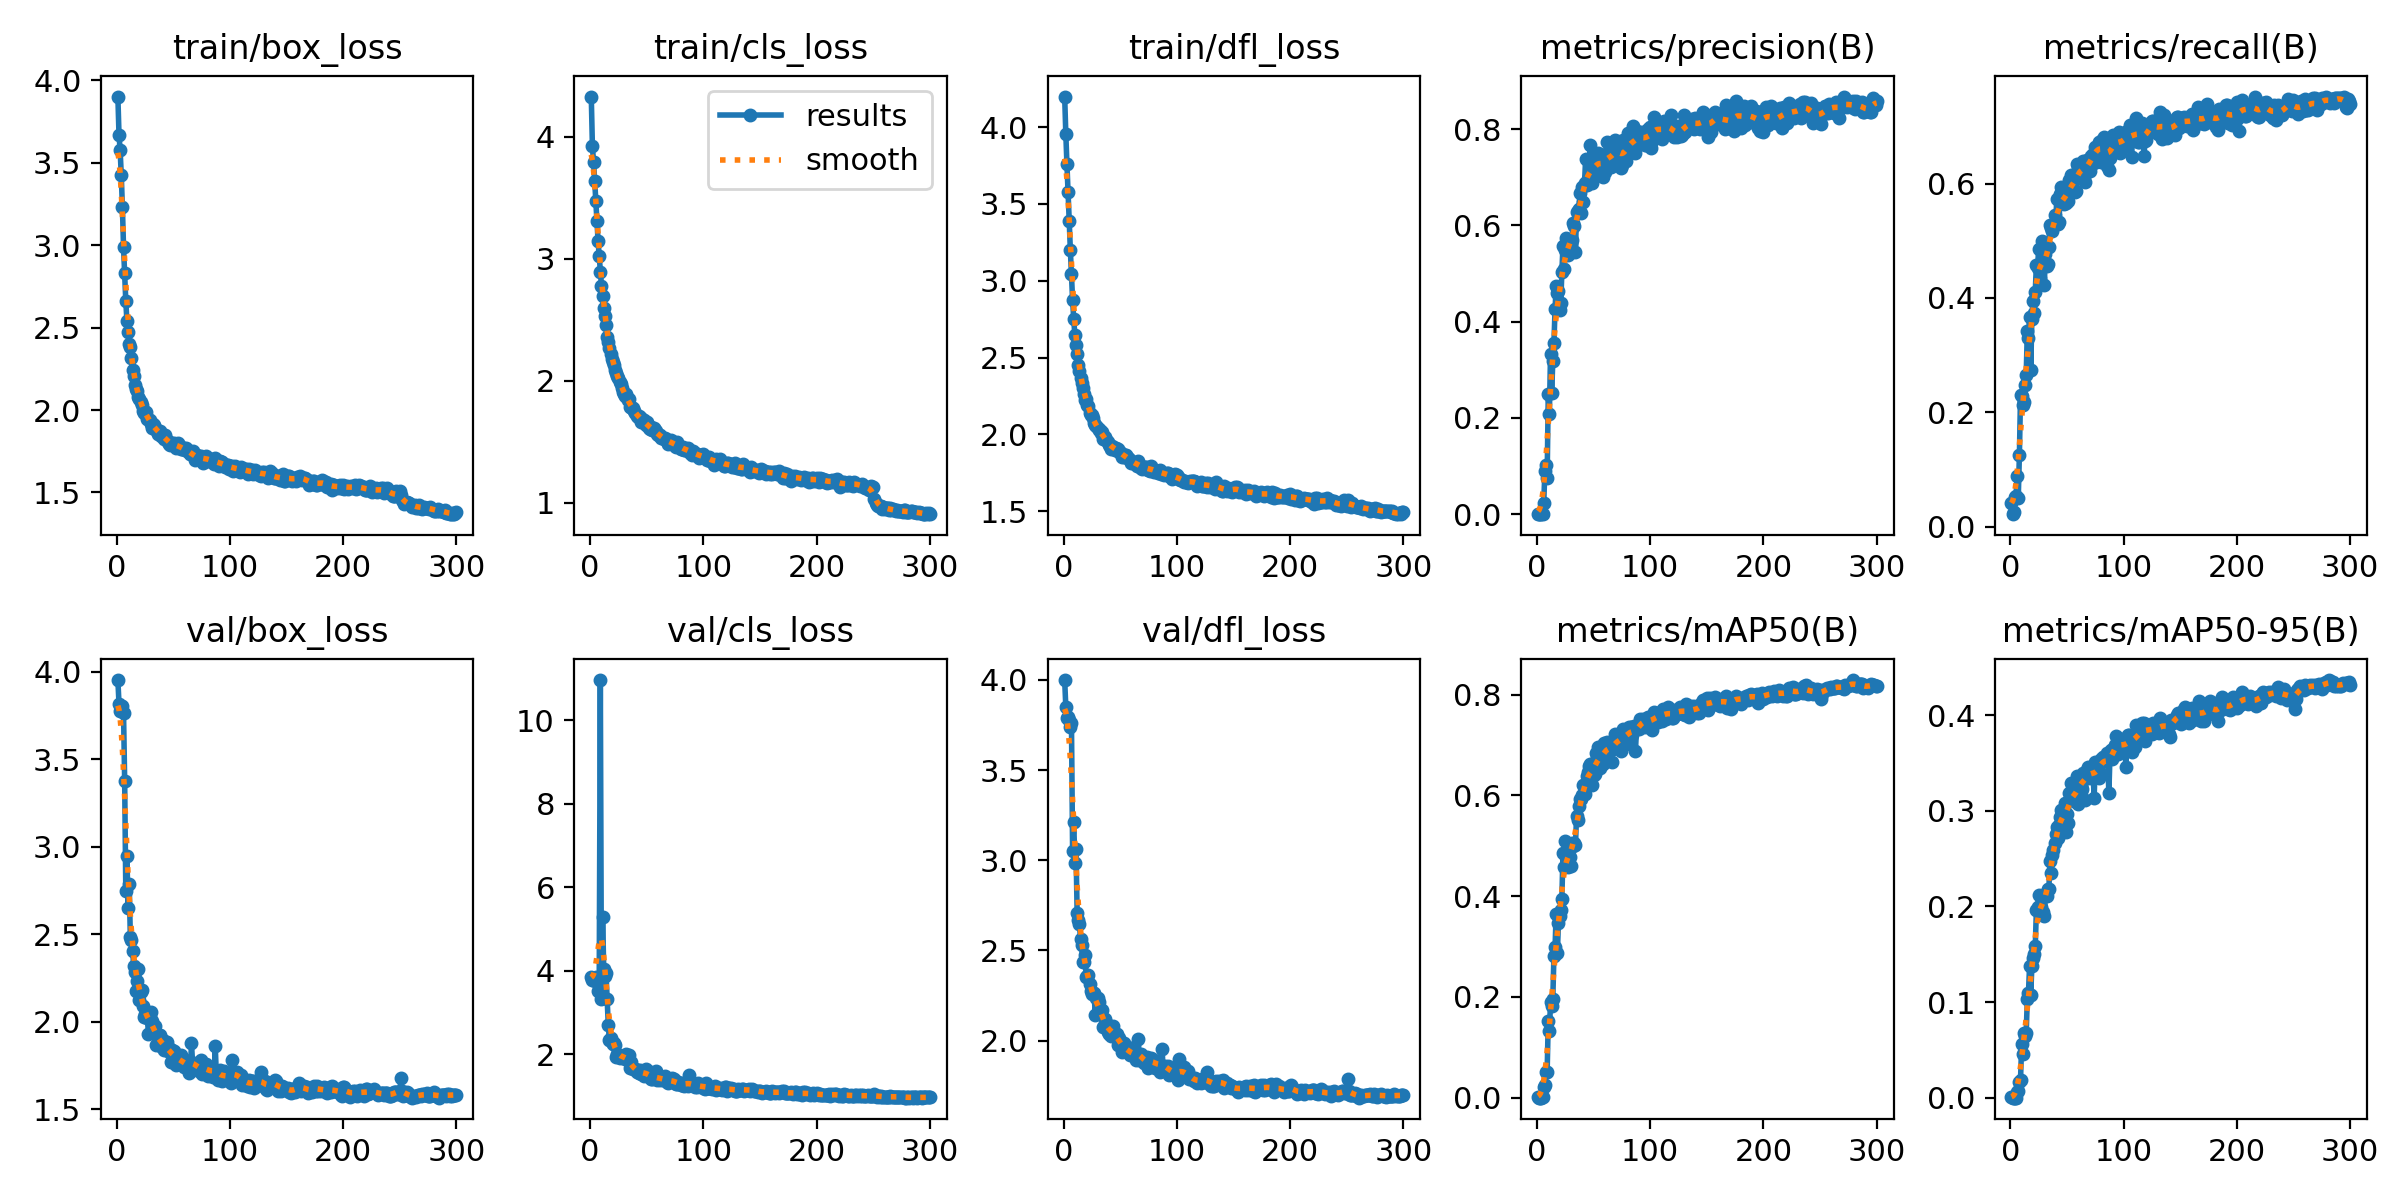 train/box_loss
4.0
3.5
3.0
2.5
2.0
1.5
0 100 200 300
train/cls_loss
results
smooth
4
3
2
1
0 100 200 300
train/dfl_loss
4.0
3.5
3.0
2.5
2.0
1.5
0 100 200 300
metrics/precision(B)
0.8
0.6
0.4
0.2
0.0
0 100 200 300
metrics/recall(B)
0.6
0.4
0.2
0.0
0 100 200 300
val/box_loss
4.0
3.5
3.0
2.5
2.0
1.5
0 100 200 300
val/cls_loss
10
8
6
4
2
0 100 200 300
val/dfl_loss
4.0
3.5
3.0
2.5
2.0
0 100 200 300
metrics/mAP50(B)
0.8
0.6
0.4
0.2
0.0
0 100 200 300
metrics/mAP50-95(B)
0.4
0.3
0.2
0.1
0.0
0 100 200 300